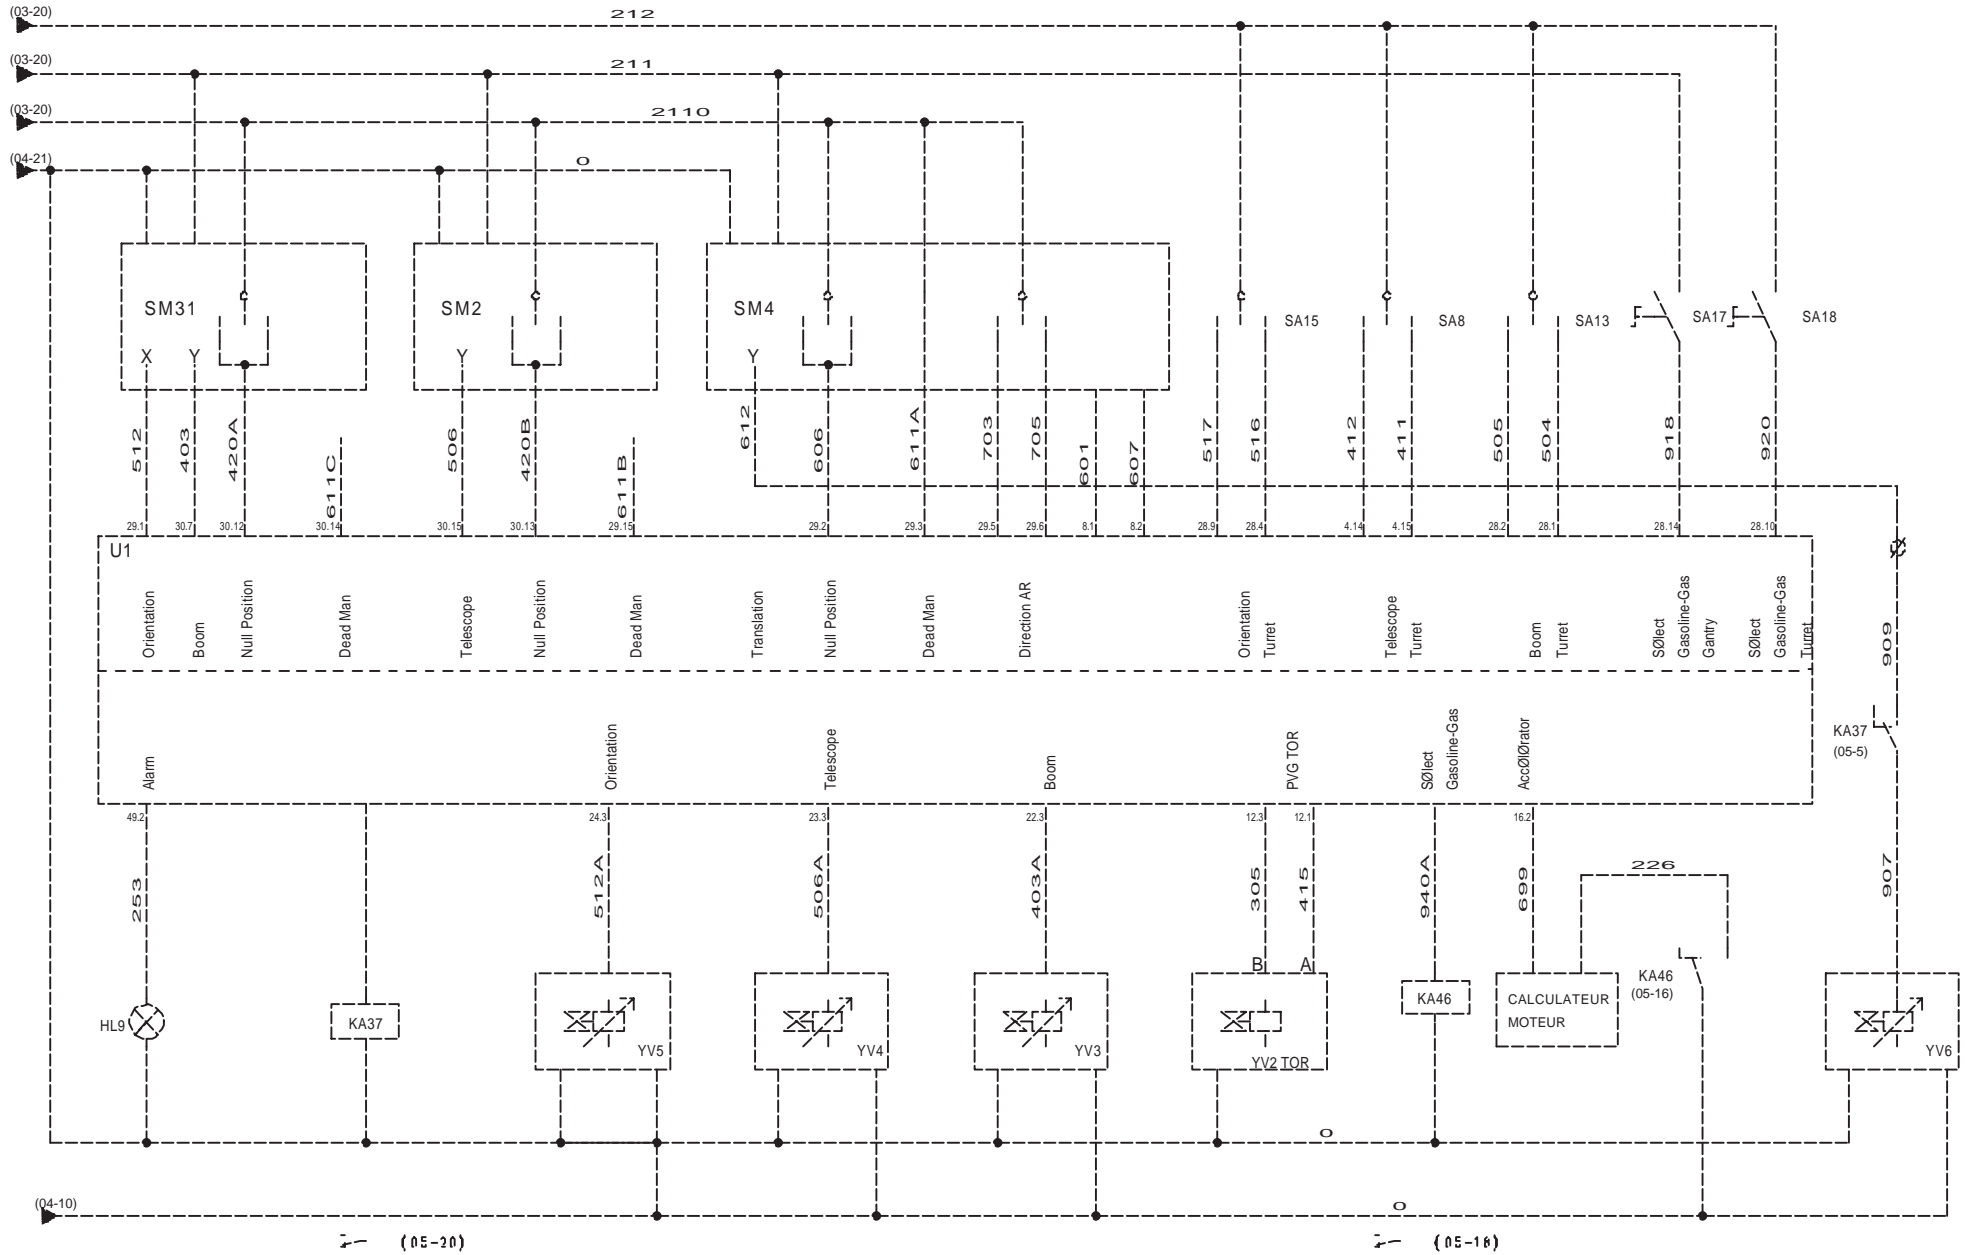 (03-20)
212
(03-20)
211
(03-20)
2110
(04-21)
0
SM31
SM2
SM4
SA15
SA8
SA13
SA17
SA18
X
Y
Y
Y
512
403
420A
611C
506
420B
611B
612
606
611A
703
705
601
607
517
516
412
411
505
504
918
920
29.1
30.7
30.12
30.14
30.15
30.13
29.15
29.2
29.3
29.5
29.6
8.1
8.2
28.9
28.4
4.14
4.15
28.2
28.1
28.14
28.10
U1
Orientation
Boom
Null Position
Dead Man
Telescope
Null Position
Dead Man
Translation
Null Position
Dead Man
Direction AR
Orientation
Turret
Telescope
Turret
Boom
Turret
SØlect
Gasoline-Gas
Gantry
SØlect
Gasoline-Gas
Turret
909
KA37
(05-5)
Alarm
Orientation
Telescope
Boom
PVG TOR
SØlect
Gasoline-Gas
AccØlØrator
49.2
24.3
23.3
22.3
12.3
12.1
16.2
253
512A
506A
403A
305
415
940A
699
226
907
B
A
HL9
KA37
YV5
YV4
YV3
YV2 TOR
KA46
CALCULATEUR
MOTEUR
KA46
(05-16)
YV6
0
(04-10)
0
(05-20)
(05-18)